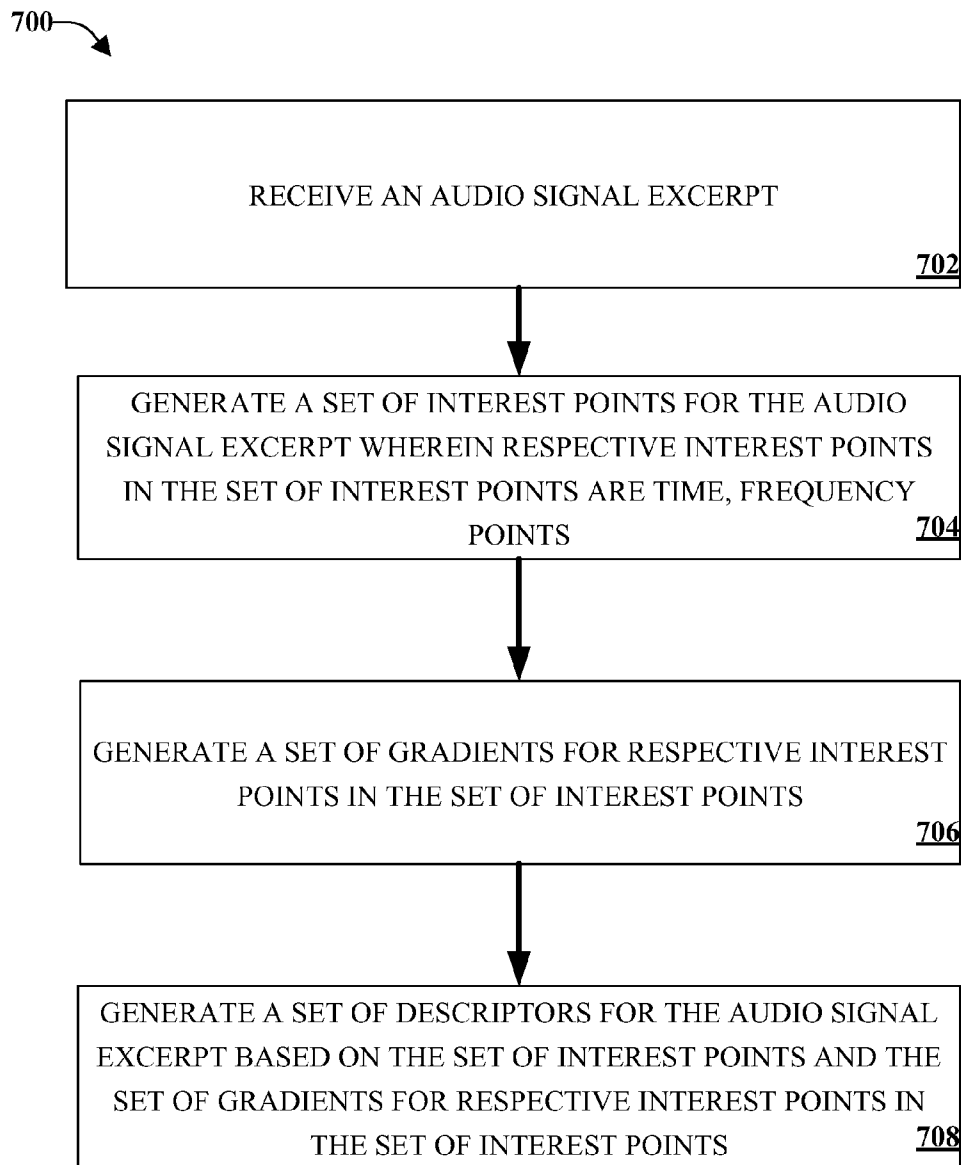 700
RECEIVE AN AUDIO SIGNAL EXCERPT
702
GENERATE A SET OF INTEREST POINTS FOR THE AUDIO
SIGNAL EXCERPT WHEREIN RESPECTIVE INTEREST POINTS
IN THE SET OF INTEREST POINTS ARE TIME, FREQUENCY
POINTS
704
GENERATE A SET OF GRADIENTS FOR RESPECTIVE INTEREST
POINTS IN THE SET OF INTEREST POINTS
706
GENERATE A SET OF DESCRIPTORS FOR THE AUDIO SIGNAL
EXCERPT BASED ON THE SET OF INTEREST POINTS AND THE
SET OF GRADIENTS FOR RESPECTIVE INTEREST POINTS IN
THE SET OF INTEREST POINTS
708